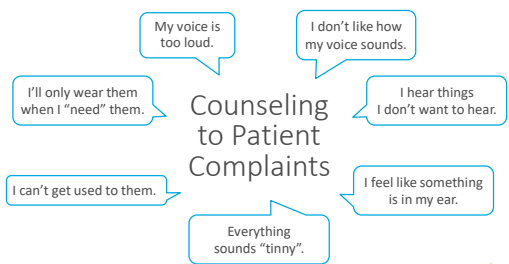 My voice is
too loud.
I don’t like how
my voice sounds.
I’ll only wear them
when I “need” them.
Counseling
to Patient
Complaints
I hear things
I don’t want to hear.
I can’t get used to them.
I feel like something
is in my ear.
Everything
sounds “tinny”.